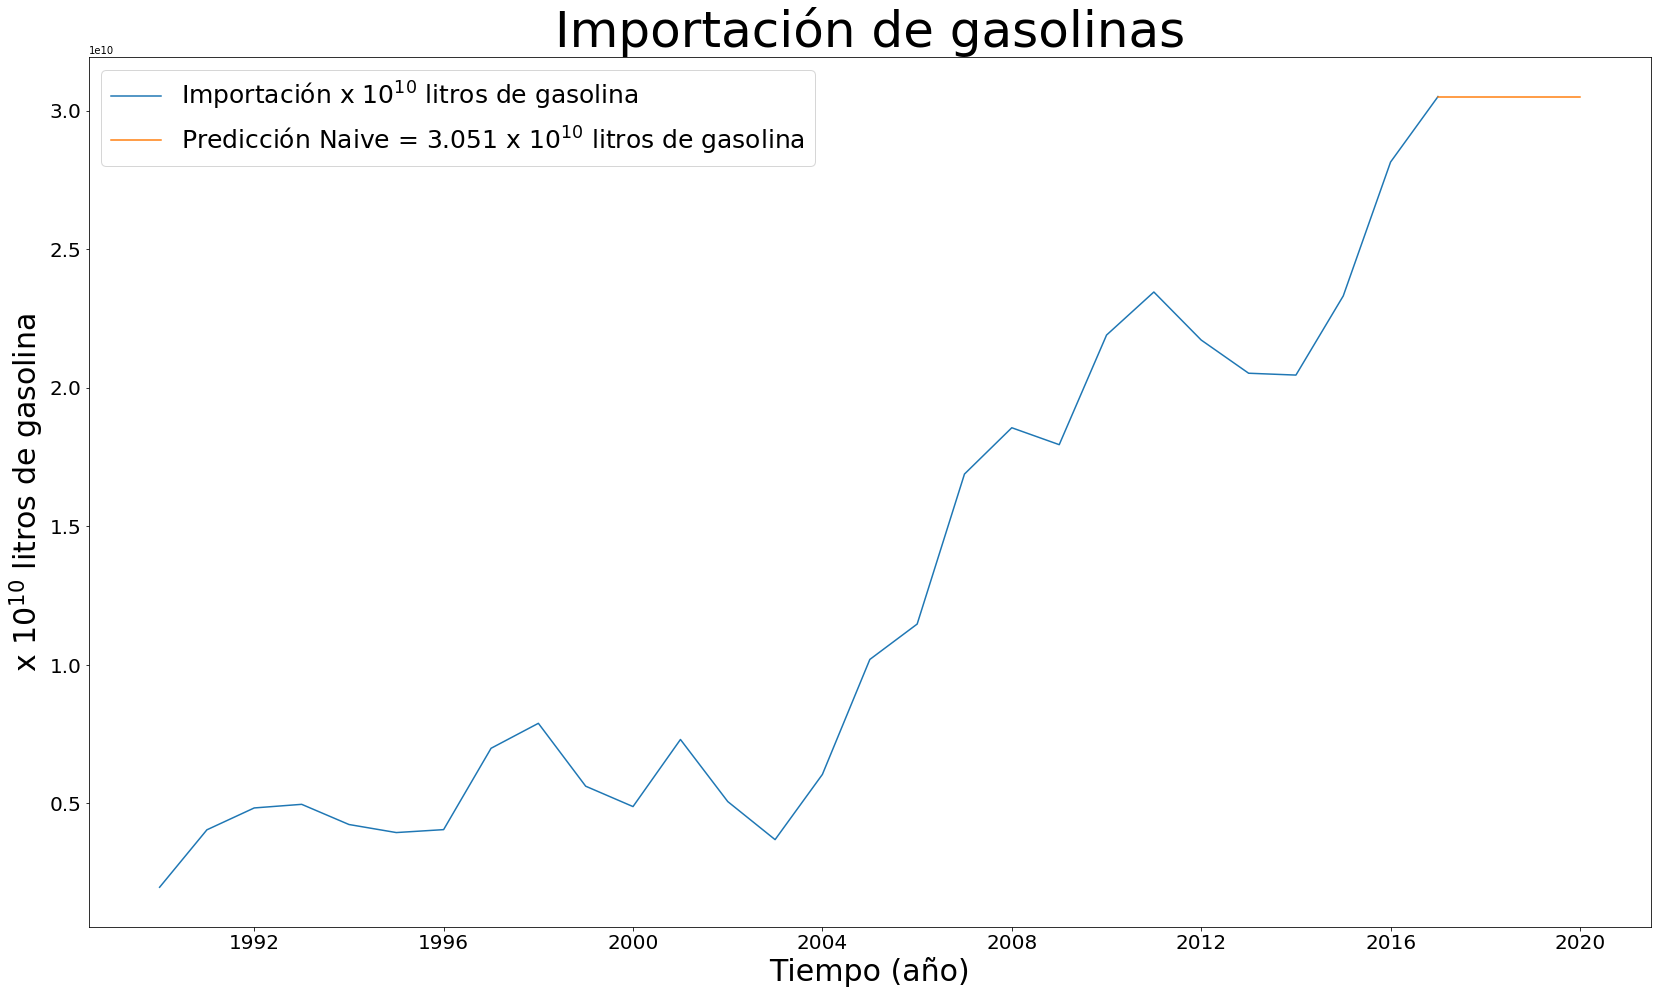 Importación de gasolinas
1e10
Importación x 10^10 litros de gasolina
Predicción Naive = 3.051 x 10^10 litros de gasolina
3.0
2.5
2.0
1.5
1.0
0.5
x 10^10 litros de gasolina
1992 1996 2000 2004 2008 2012 2016 2020
Tiempo (año)